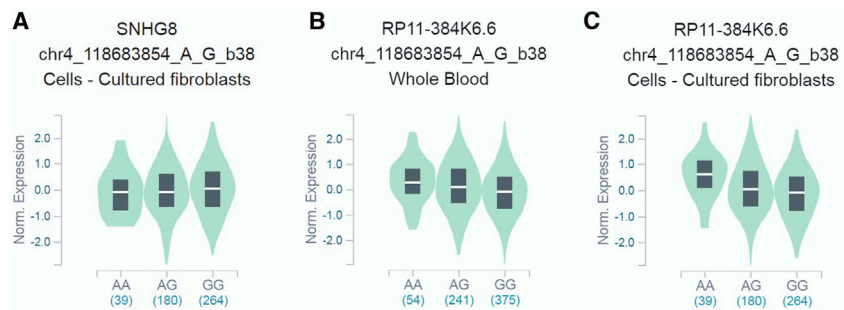 A
SNHG8
chr4_118683854_A_G_b38
Cells - Cultured fibroblasts
Norm. Expression
2.0
1.0
0.0
-1.0
-2.0
AA AG GG
(39) (180) (264)
B
RP11-384K6.6
chr4_118683854_A_G_b38
Whole Blood
Norm. Expression
2.0
1.0
0.0
-1.0
-2.0
AA AG GG
(54) (241) (375)
C
RP11-384K6.6
chr4_118683854_A_G_b38
Cells - Cultured fibroblasts
Norm. Expression
2.0
1.0
0.0
-1.0
-2.0
AA AG GG
(39) (180) (264)